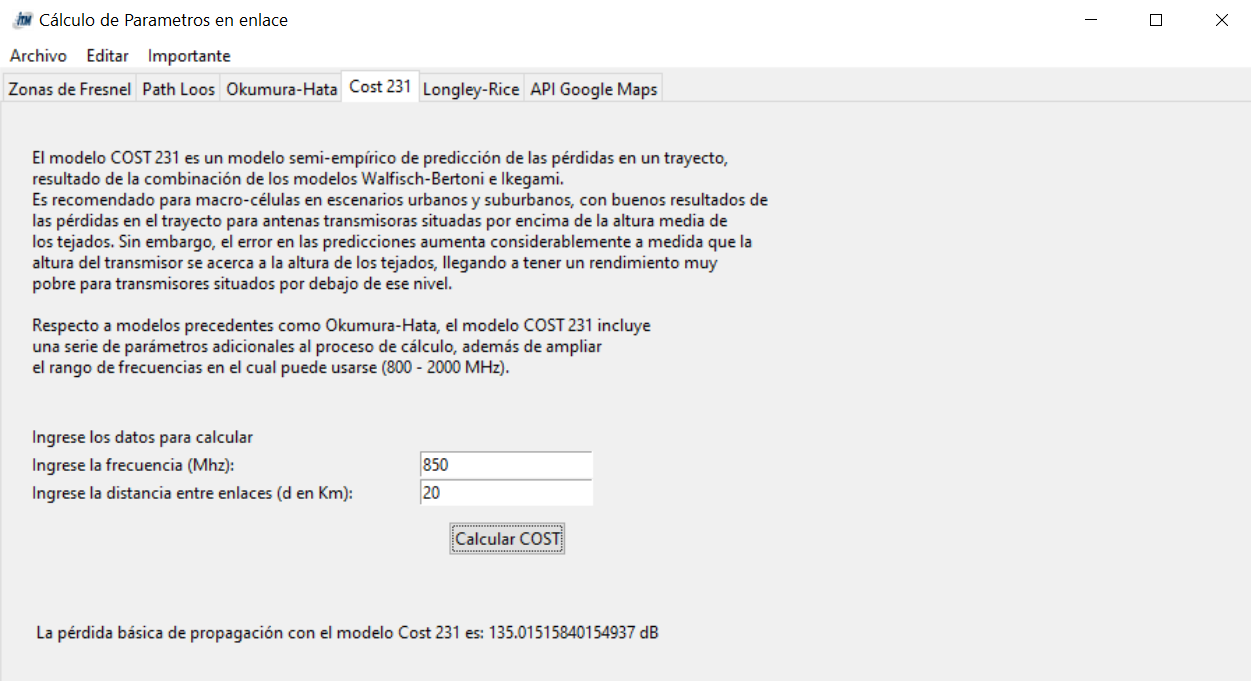 ITM Cálculo de Parametros en enlace
Archivo Editar Importante
Zonas de Fresnel Path Loos Okumura-Hata Cost 231 Longley-Rice API Google Maps
El modelo COST 231 es un modelo semi-empírico de predicción de las pérdidas en un trayecto,
resultado de la combinación de los modelos Walfisch-Bertoni e Ikegami.
Es recomendado para macro-células en escenarios urbanos y suburbanos, con buenos resultados de
las pérdidas en el trayecto para antenas transmisoras situadas por encima de la altura media de
los tejados. Sin embargo, el error en las predicciones aumenta considerablemente a medida que la
altura del transmisor se acerca a la altura de los tejados, llegando a tener un rendimiento muy
pobre para transmisores situados por debajo de ese nivel.
Respecto a modelos precedentes como Okumura-Hata, el modelo COST 231 incluye
una serie de parámetros adicionales al proceso de cálculo, además de ampliar
el rango de frecuencias en el cual puede usarse (800 - 2000 MHz).
Ingrese los datos para calcular
Ingrese la frecuencia (Mhz): 850
Ingrese la distancia entre enlaces (d en Km): 20
Calcular COST
La pérdida básica de propagación con el modelo Cost 231 es: 135.01515840154937 dB